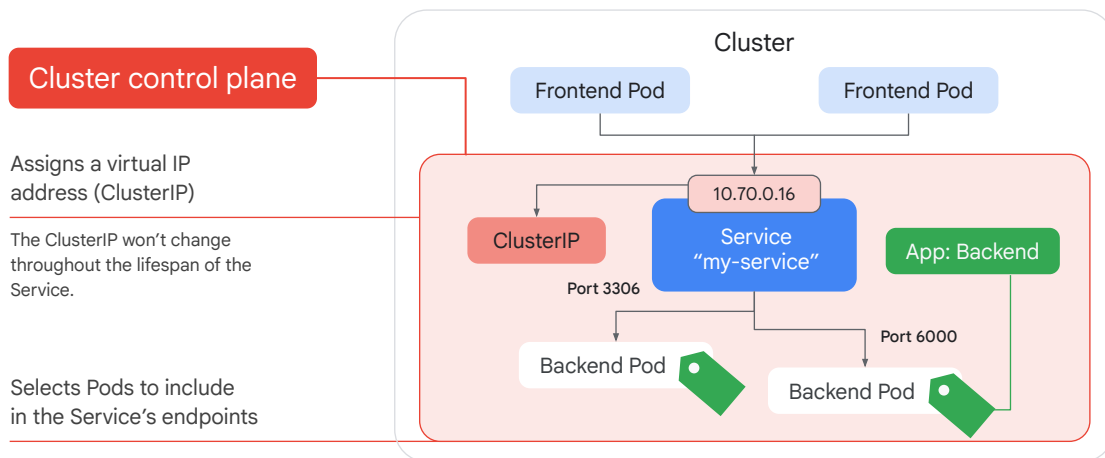 Cluster
Cluster control plane
Frontend Pod
Frontend Pod
Assigns a virtual IP
address (ClusterIP)
10.70.0.16
ClusterIP
Service
“my-service”
App: Backend
The ClusterIP won’t change
throughout the lifespan of the
Service.
Port 3306
Port 6000
Backend Pod
Backend Pod
Selects Pods to include
in the Service’s endpoints